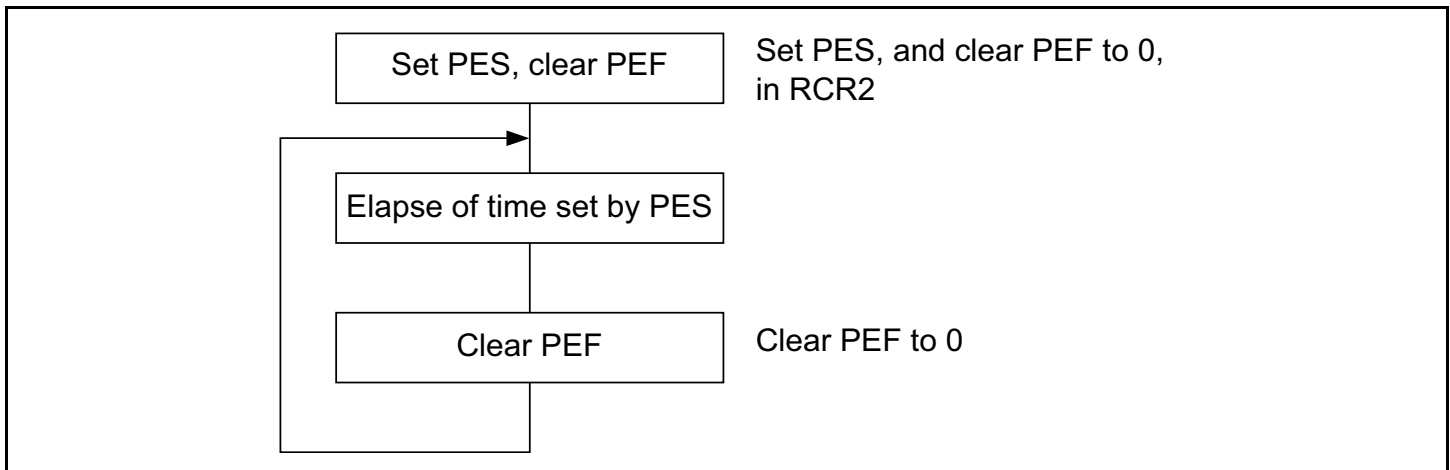 Set PES, clear PEF
Set PES, and clear PEF to 0,
in RCR2
Elapse of time set by PES
Clear PEF
Clear PEF to 0